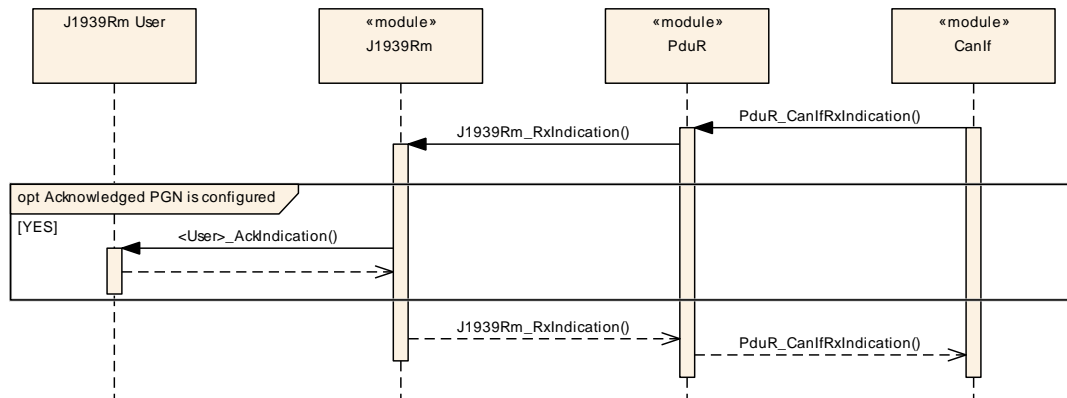 J1939Rm User
«module»
J1939Rm
«module»
PduR
«module»
CanIf
PduR_CanIfRxIndication()
J1939Rm_RxIndication()
opt Acknowledged PGN is configured
[YES]
<User>_AckIndication()
J1939Rm_RxIndication()
PduR_CanIfRxIndication()